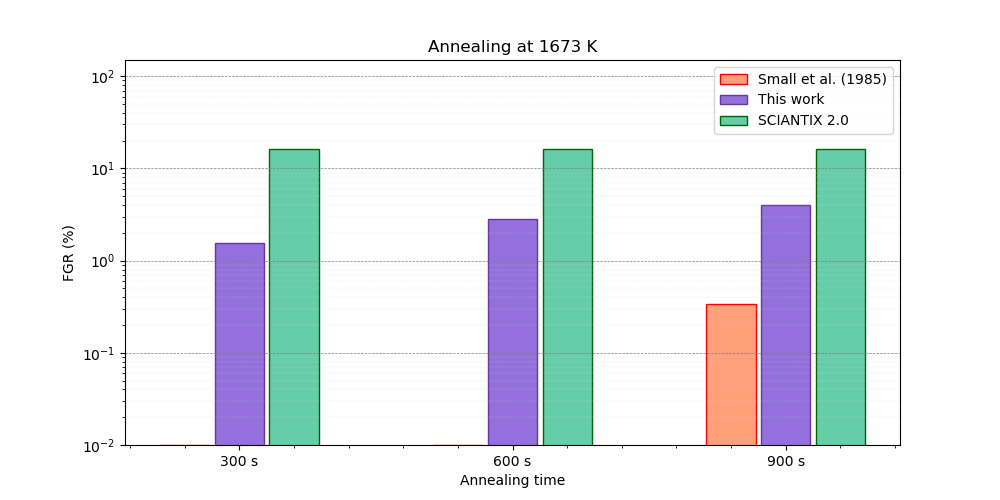 Annealing at 1673 K
Small et al. (1985)
This work
SCIANTIX 2.0
FGR (%)
10²
10¹
10⁰
10⁻¹
10⁻²
300 s
600 s
900 s
Annealing time